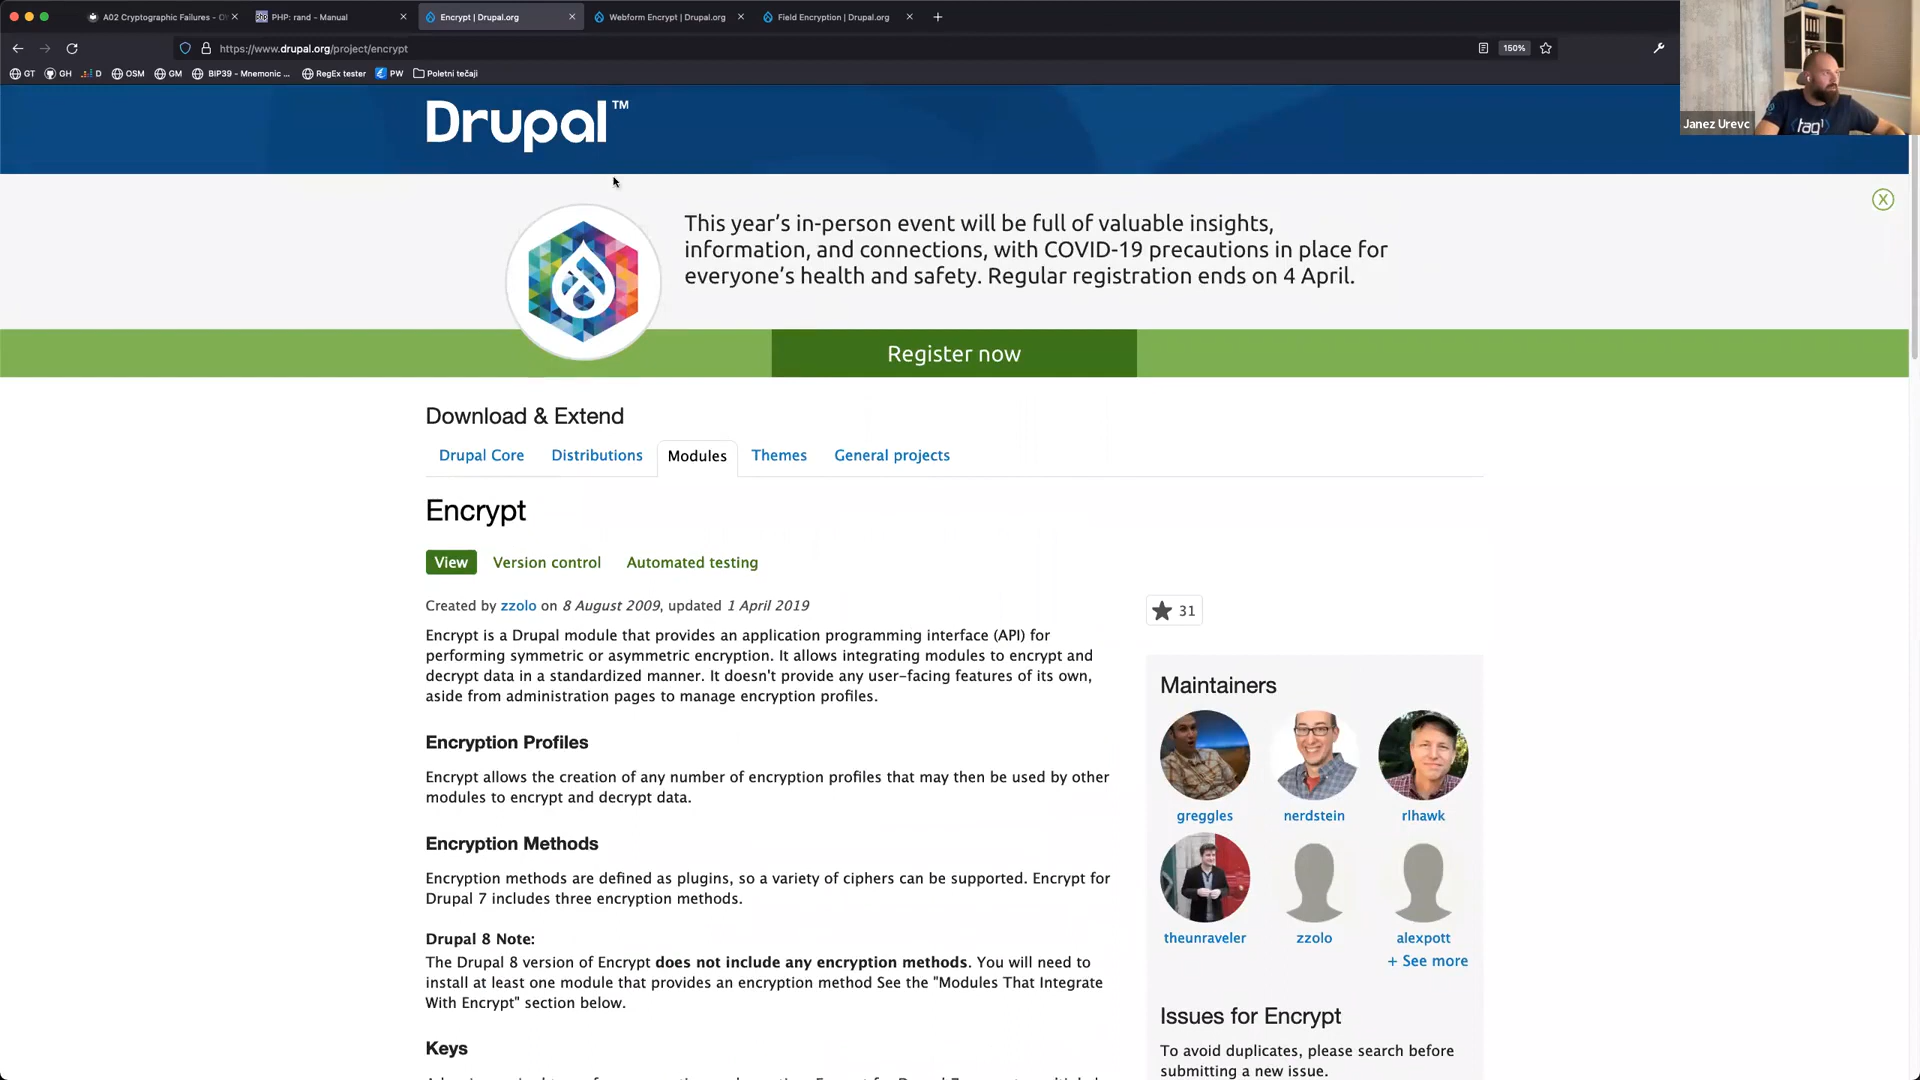 A02 Cryptographic Failures - OW
PHP: rand - Manual
Encrypt | Drupal.org
Webform Encrypt | Drupal.org
Field Encryption | Drupal.org
https://www.drupal.org/project/encrypt
150%
GT
GH
D
OSM
GM
BIP39 - Mnemonic ...
RegEx tester
PW
Poletni tečaji
Janez Urevc
tag1
Drupal™
This year's in-person event will be full of valuable insights,
information, and connections, with COVID-19 precautions in place for
everyone's health and safety. Regular registration ends on 4 April.
Register now
Download & Extend
Drupal Core
Distributions
Modules
Themes
General projects
Encrypt
View
Version control
Automated testing
Created by zzolo on 8 August 2009, updated 1 April 2019
31
Encrypt is a Drupal module that provides an application programming interface (API) for
performing symmetric or asymmetric encryption. It allows integrating modules to encrypt and
decrypt data in a standardized manner. It doesn't provide any user-facing features of its own,
aside from administration pages to manage encryption profiles.
Encryption Profiles
Encrypt allows the creation of any number of encryption profiles that may then be used by other
modules to encrypt and decrypt data.
Encryption Methods
Encryption methods are defined as plugins, so a variety of ciphers can be supported. Encrypt for
Drupal 7 includes three encryption methods.
Drupal 8 Note:
The Drupal 8 version of Encrypt does not include any encryption methods. You will need to
install at least one module that provides an encryption method See the "Modules That Integrate
With Encrypt" section below.
Keys
Maintainers
greggles
nerdstein
rlhawk
theunraveler
zzolo
alexpott
+ See more
Issues for Encrypt
To avoid duplicates, please search before
submitting a new issue.